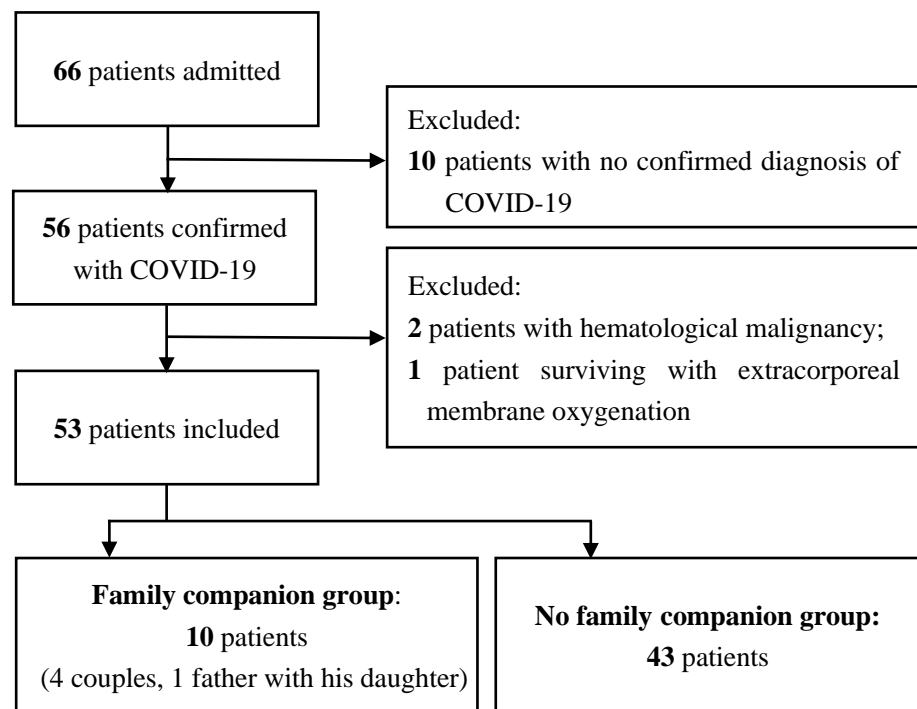 66 patients admitted
Excluded:
10 patients with no confirmed diagnosis of
COVID-19
56 patients confirmed
with COVID-19
Excluded:
2 patients with hematological malignancy;
1 patient surviving with extracorporeal
membrane oxygenation
53 patients included
Family companion group:
10 patients
(4 couples, 1 father with his daughter)
No family companion group:
43 patients